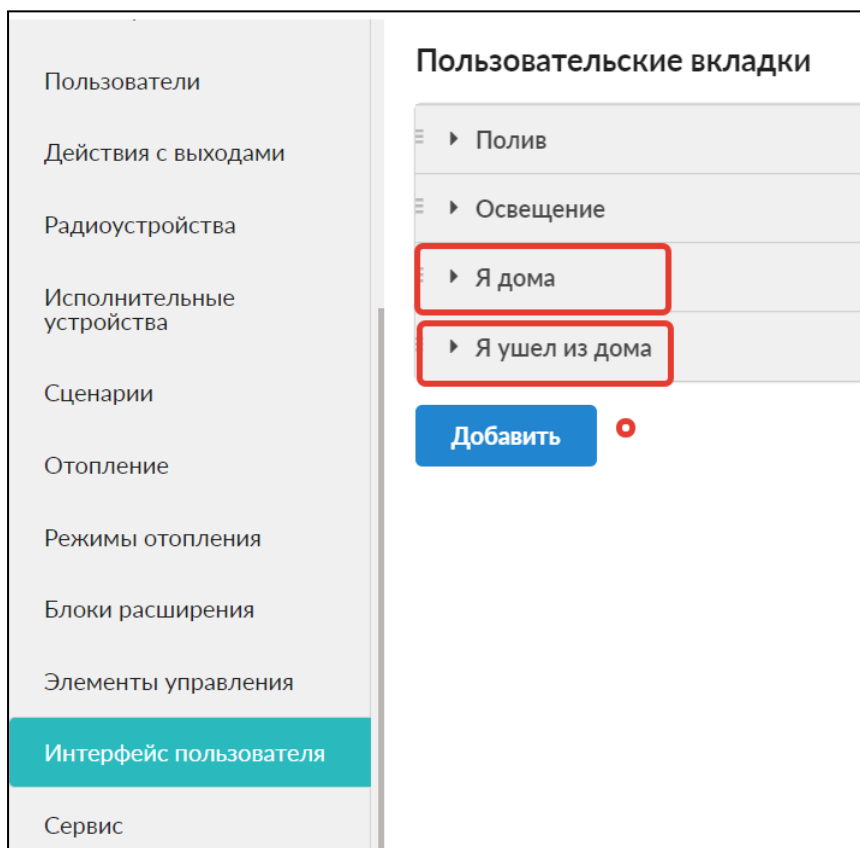 Пользователи
Действия с выходами
Радиоустройства
Исполнительные
устройства
Сценарии
Отопление
Режимы отопления
Блоки расширения
Элементы управления
Интерфейс пользователя
Сервис
Пользовательские вкладки
Полив
Освещение
Я дома
Я ушел из дома
Добавить